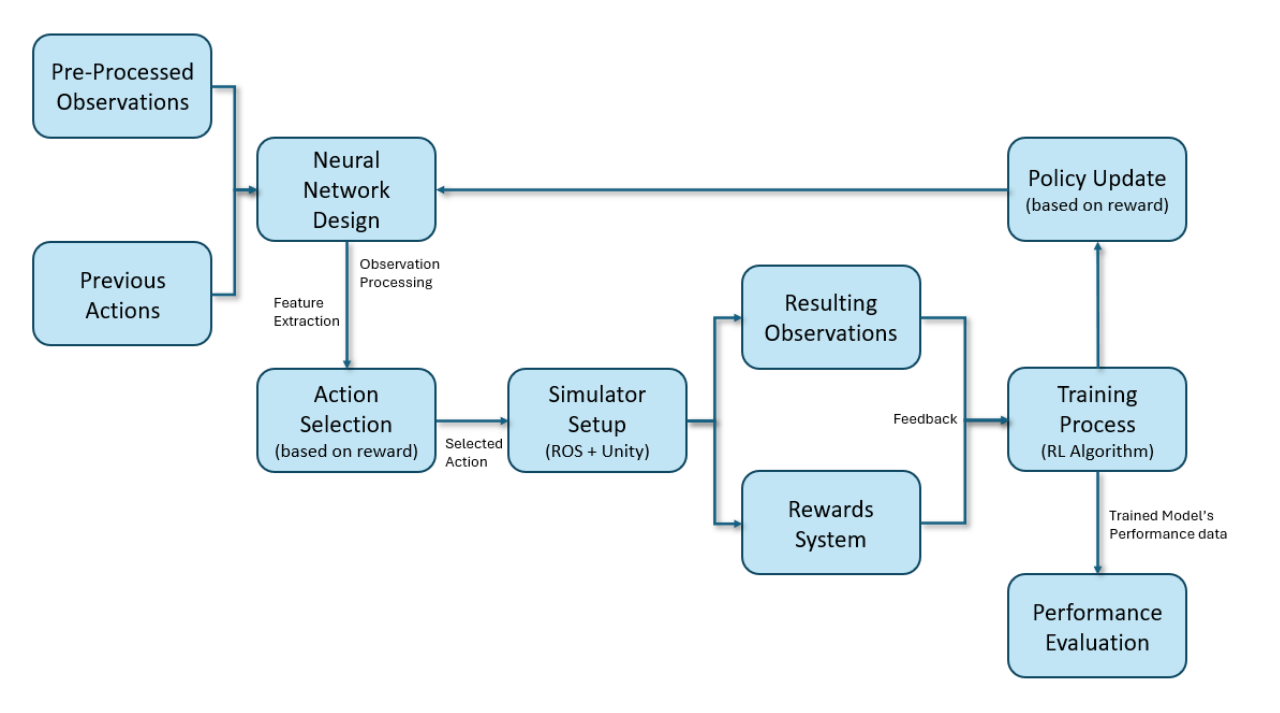 Pre-Processed
Observations
Neural
Network
Design
Policy Update
(based on reward)
Previous
Actions
Observation
Processing
Feature
Extraction
Resulting
Observations
Action
Selection
(based on reward)
Selected
Action
Simulator
Setup
(ROS + Unity)
Feedback
Training
Process
(RL Algorithm)
Rewards
System
Trained Model's
Performance data
Performance
Evaluation